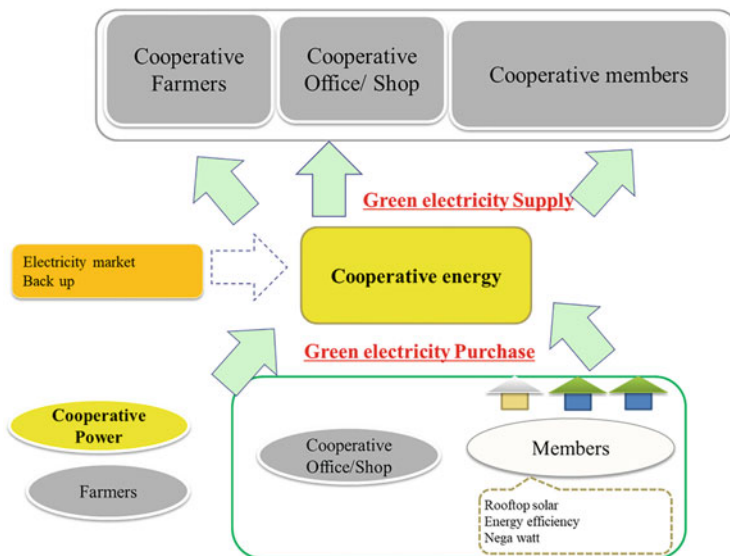 Cooperative
Farmers
Cooperative
Office/ Shop
Cooperative members
Green electricity Supply
Electricity market
Back up
Cooperative energy
Green electricity Purchase
Cooperative
Power
Farmers
Cooperative
Office/Shop
Members
Rooftop solar
Energy efficiency
Nega watt